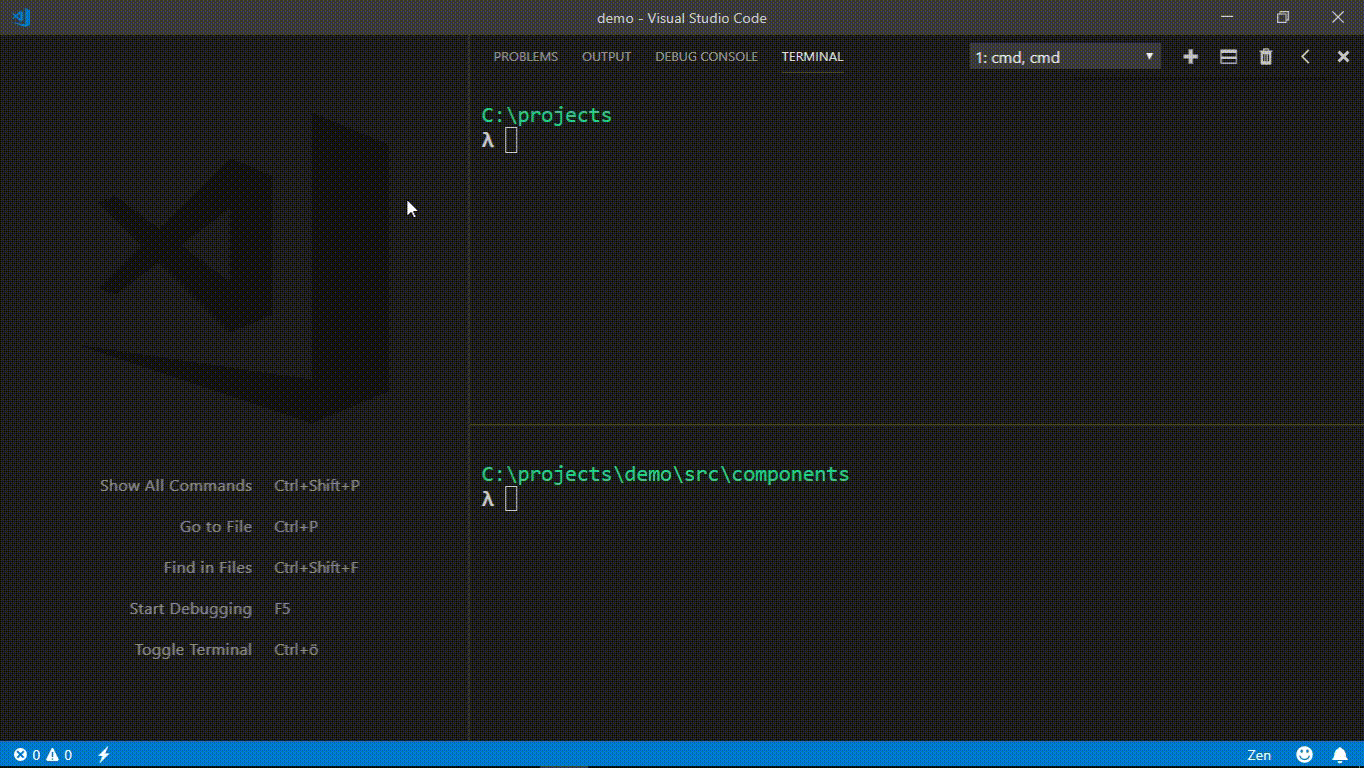 demo - Visual Studio Code
PROBLEMS OUTPUT DEBUG CONSOLE TERMINAL 1: cmd, cmd
C:\projects
λ
C:\projects\demo\src\components
λ
Show All Commands Ctrl+Shift+P
Go to File Ctrl+P
Find in Files Ctrl+Shift+F
Start Debugging F5
Toggle Terminal Ctrl+ö
0 0 Zen